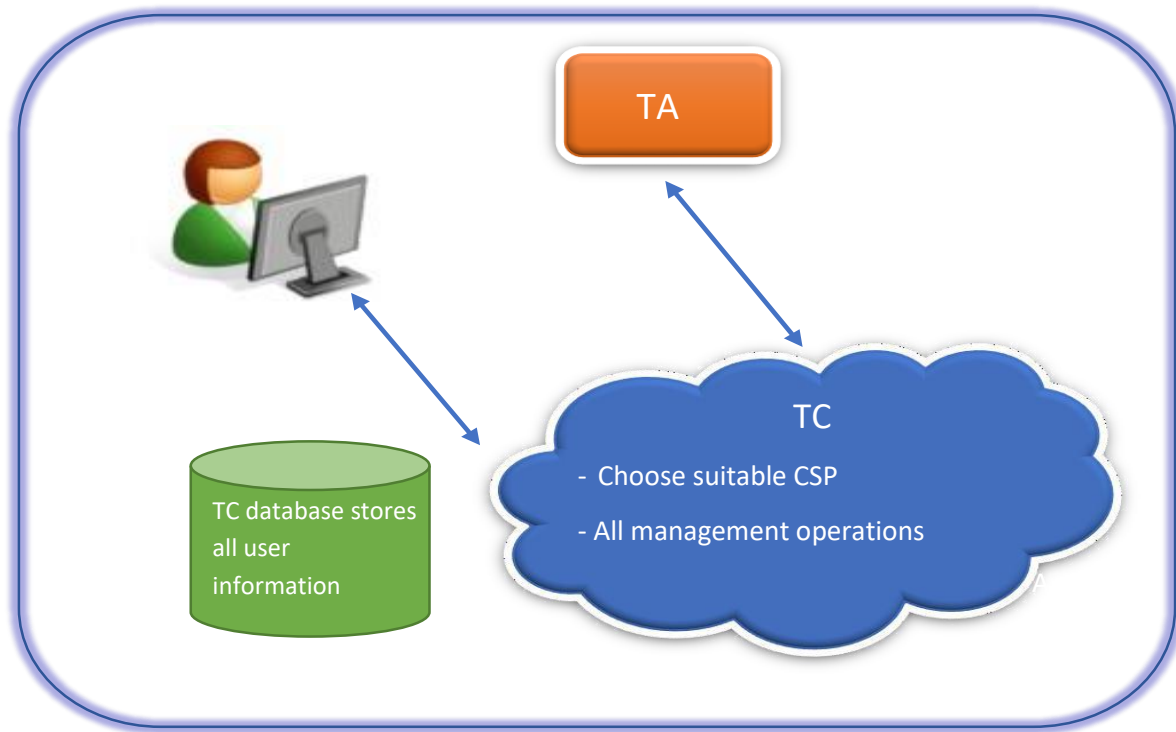 TA
TC
- Choose suitable CSP
- All management operations
A
TC database stores
all user
information